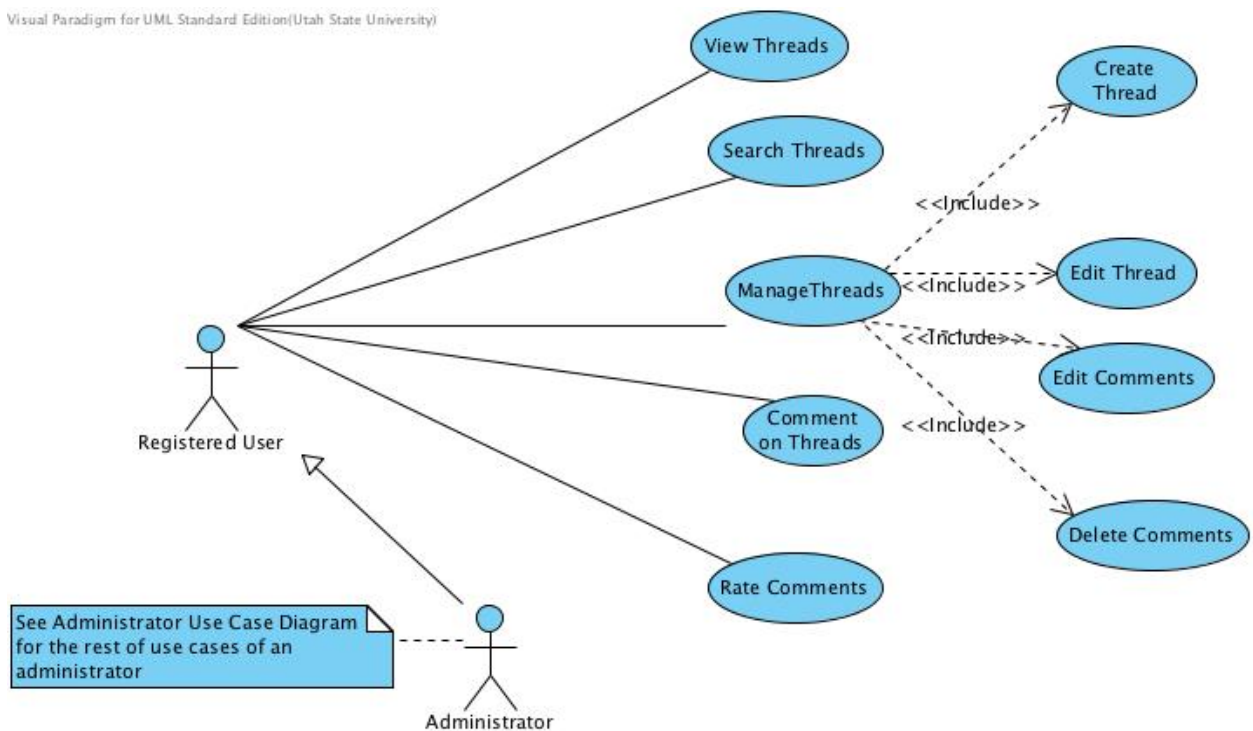 Visual Paradigm for UML Standard Edition(Utah State University)
View Threads
Create
Thread
Search Threads
<<Include>>
Edit Thread
ManageThreads
<<Include>>
<<Include>>
Edit Comments
Registered User
Comment
on Threads
<<Include>>
Delete Comments
Rate Comments
See Administrator Use Case Diagram
for the rest of use cases of an
administrator
Administrator